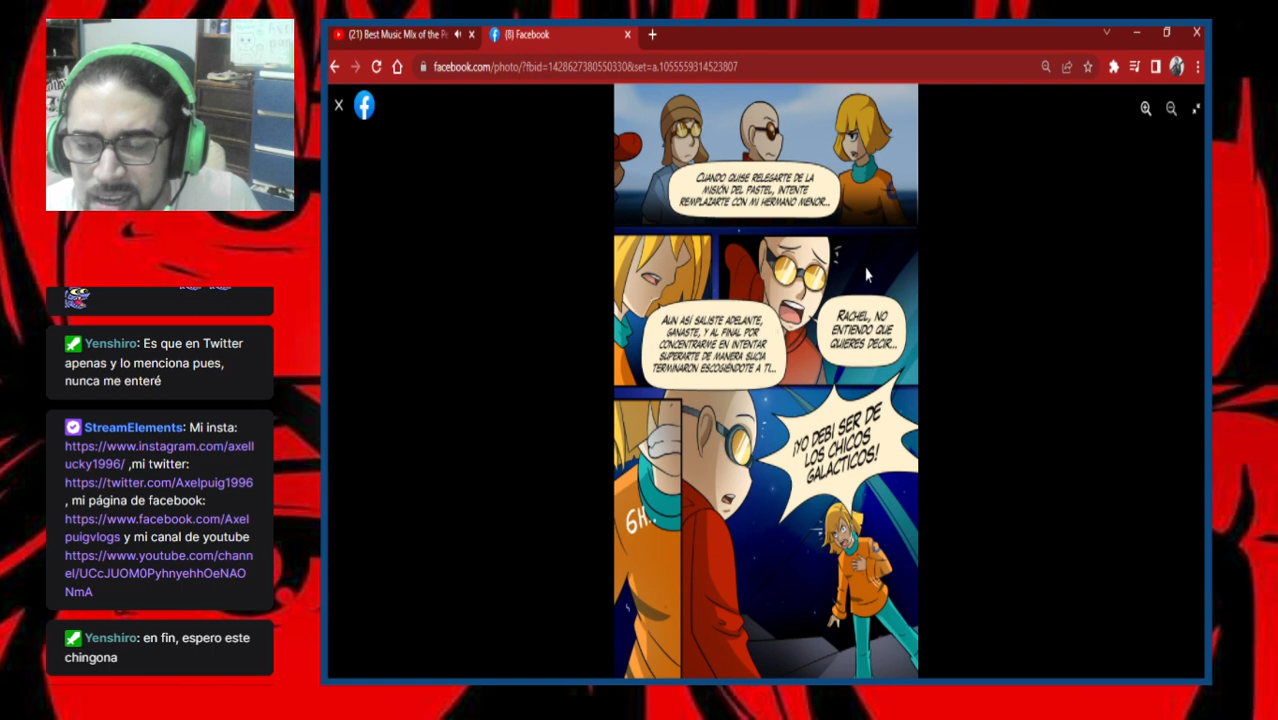 (21) Best Music MIx of the Pe
(8) Facebook
facebook.com/photo/?fbid=1428627380550330&set=a.1055559314523807
CUANDO QUISE RELEGARTE DE LA
MISIÓN DEL PASTEL, INTENTE
REMPLAZARTE CON MI HERMANO MENOR...
AUN ASÍ SALISTE ADELANTE,
GANASTE, Y AL FINAL POR
CONCENTRARME EN INTENTAR
SUPERARTE DE MANERA SUCIA
TERMINARON ESCOGIÉNDOTE A TI...
RACHEL, NO
ENTIENDO QUE
QUIERES DECIR...
GH..
¡YO DEBI SER DE
LOS CHICOS
GALACTICOS!
Yenshiro: Es que en Twitter
apenas y lo menciona pues,
nunca me enteré
StreamElements: Mi insta:
https://www.instagram.com/axell
ucky1996/ ,mi twitter:
https://twitter.com/Axelpuig1996
, mi página de facebook:
https://www.facebook.com/Axel
puigvlogs y mi canal de youtube
https://www.youtube.com/chann
el/UCcJUOM0PyhnyehhOeNAO
NmA
Yenshiro: en fin, espero este
chingona